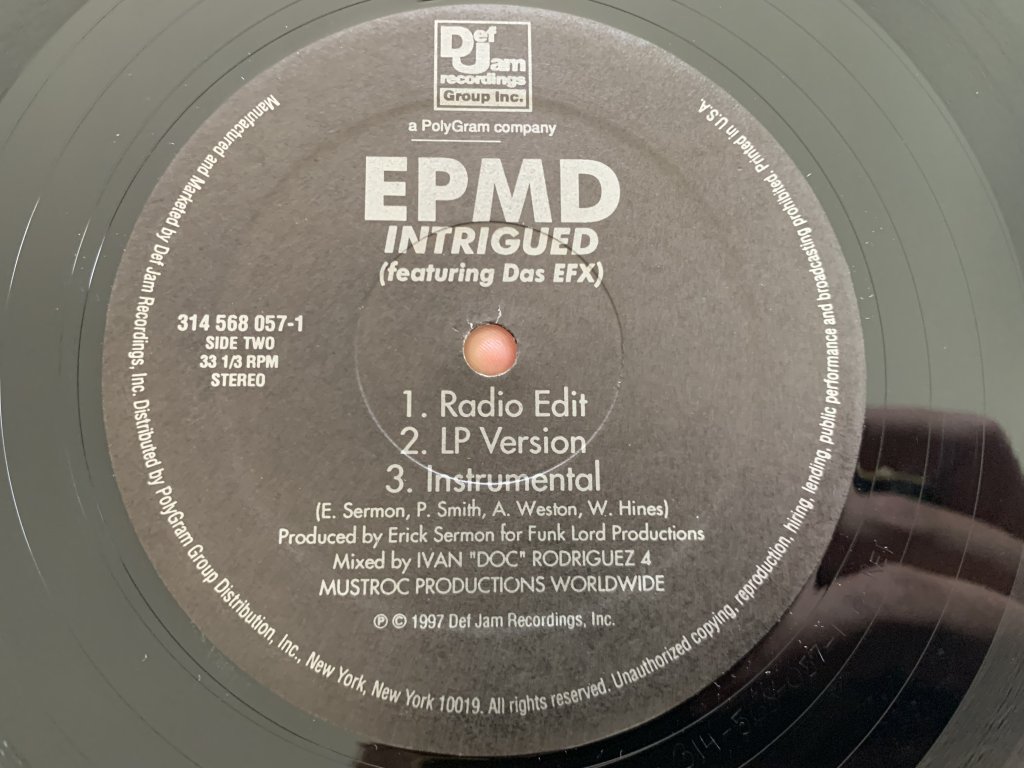 Def
Jam
recordings
Group Inc.
a PolyGram company
EPMD
INTRIGUED
(featuring Das EFX)
314 568 057-1
SIDE TWO
33 1/3 RPM
STEREO
1. Radio Edit
2. LP Version
3. Instrumental
(E. Sermon, P. Smith, A. Weston, W. Hines)
Produced by Erick Sermon for Funk Lord Productions
Mixed by IVAN "DOC" RODRIGUEZ 4
MUSTROC PRODUCTIONS WORLDWIDE
℗ © 1997 Def Jam Recordings, Inc.
Manufactured and Marketed by Def Jam Recordings, Inc. Distributed by PolyGram Group Distribution, Inc., New York, New York 10019. All rights reserved. Unauthorized copying, reproduction, hiring, lending, public performance and broadcasting prohibited. Printed in U.S.A.